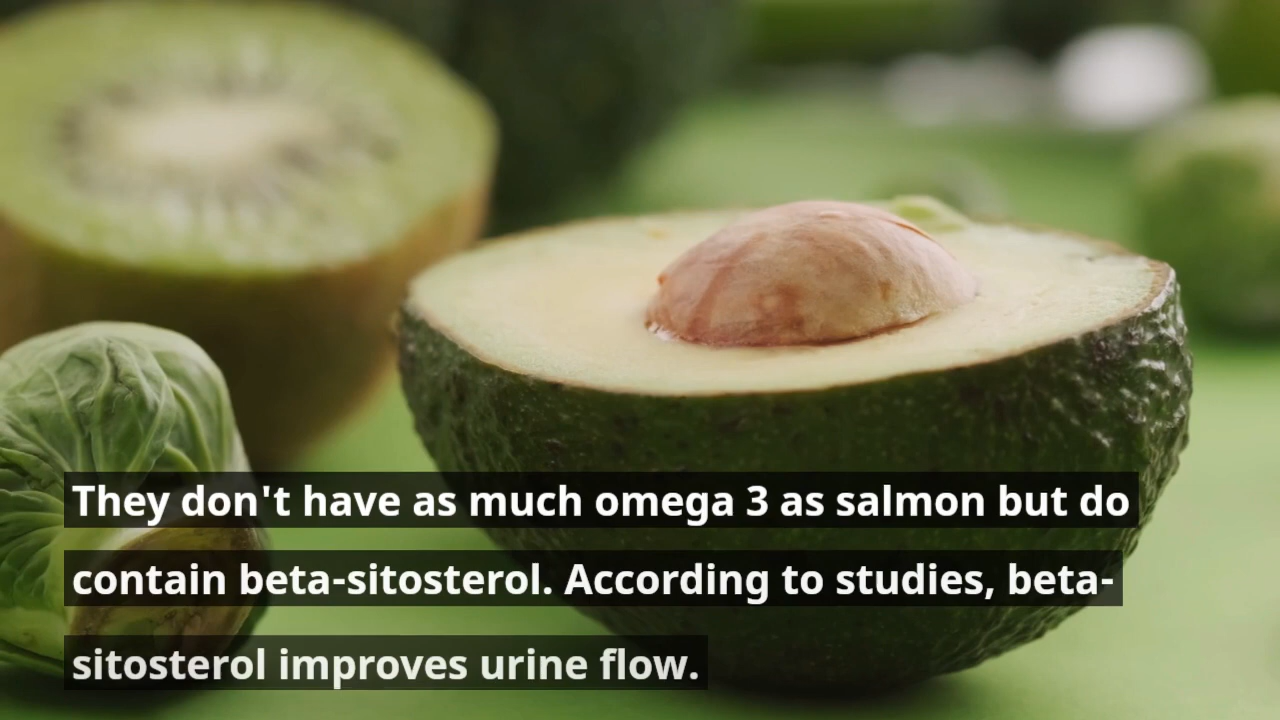 They don't have as much omega 3 as salmon but do
contain beta-sitosterol. According to studies, beta-
sitosterol improves urine flow.